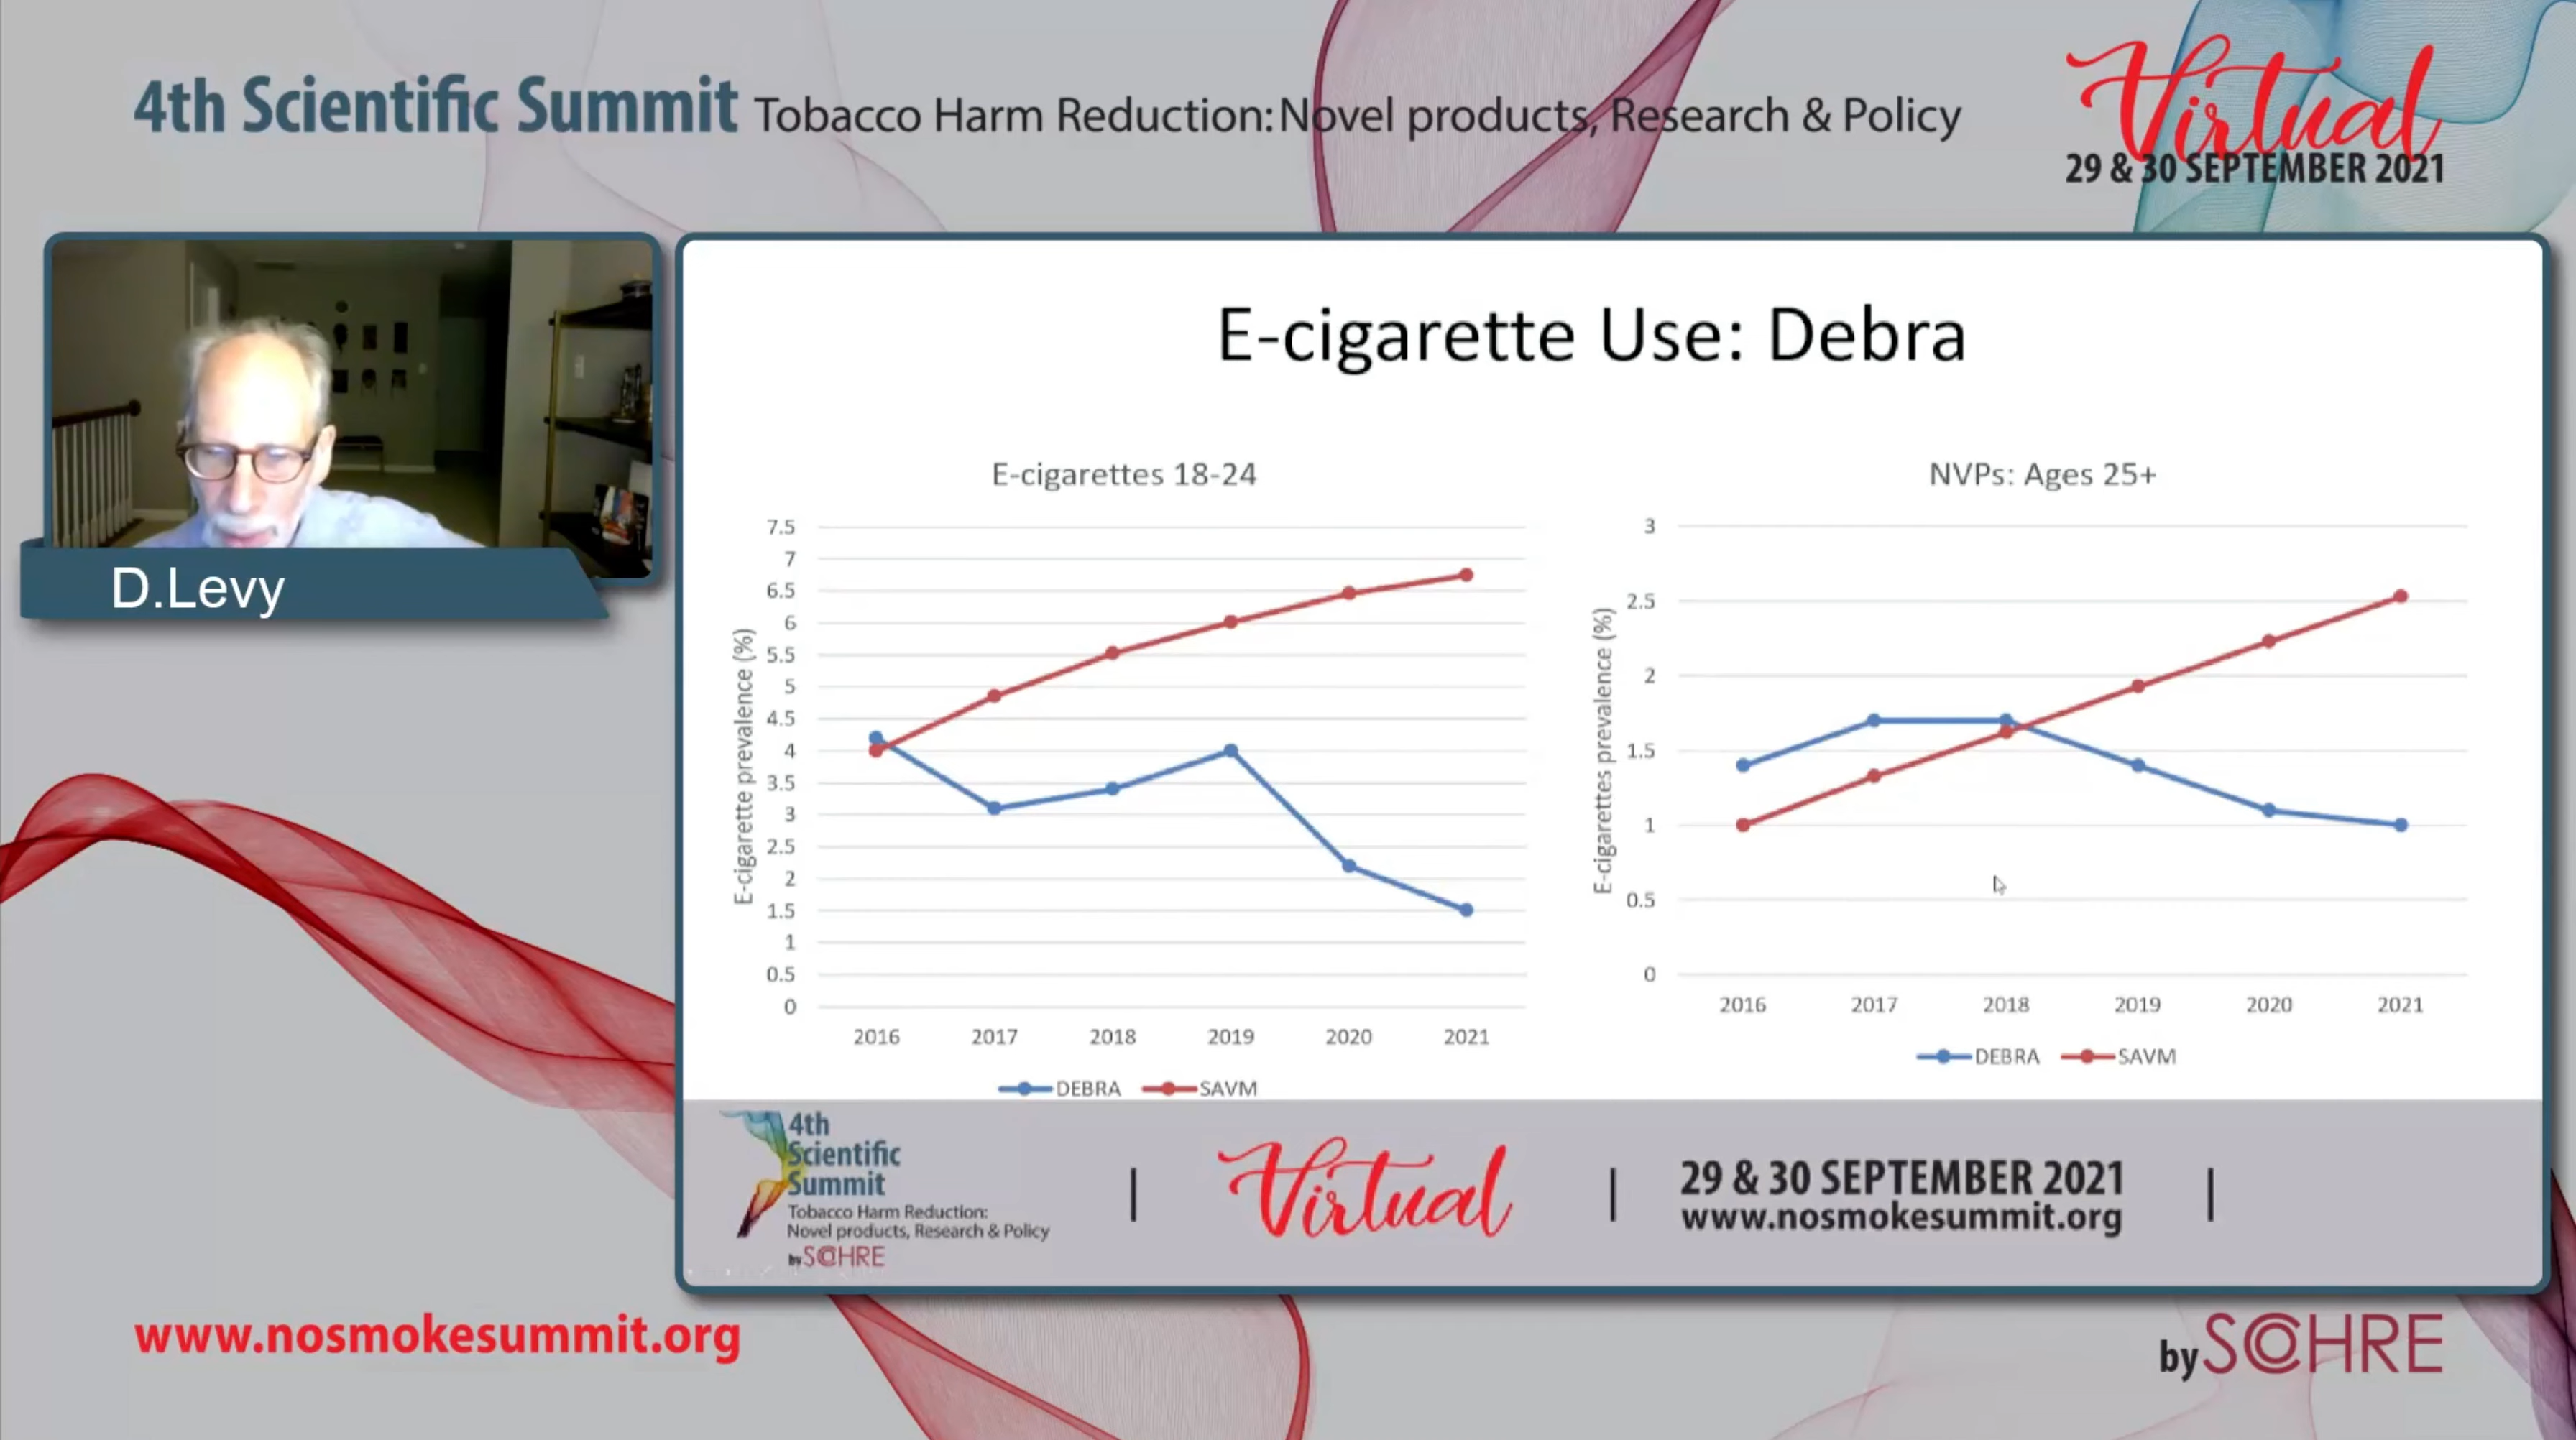 4th Scientific Summit Tobacco Harm Reduction: Novel products, Research & Policy
Virtual
29 & 30 SEPTEMBER 2021
D.Levy
E-cigarette Use: Debra
E-cigarettes 18-24
E-cigarette prevalence (%)
7.5
7
6.5
6
5.5
5
4.5
4
3.5
3
2.5
2
1.5
1
0.5
0
2016 2017 2018 2019 2020 2021
DEBRA SAVM
NVPs: Ages 25+
E-cigarettes prevalence (%)
3
2.5
2
1.5
1
0.5
0
2016 2017 2018 2019 2020 2021
DEBRA SAVM
4th
Scientific
Summit
Tobacco Harm Reduction:
Novel products, Research & Policy
by SCOHRE
Virtual
29 & 30 SEPTEMBER 2021
www.nosmokesummit.org
www.nosmokesummit.org
by SCOHRE